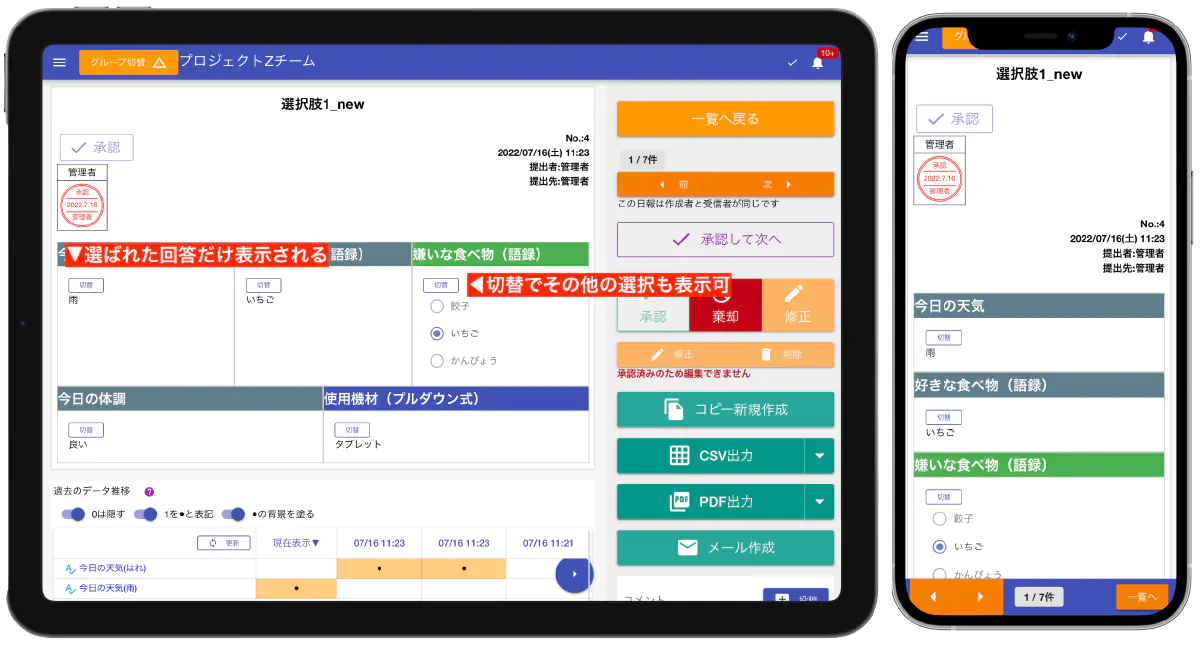 グループ切替
プロジェクトZチーム
10+
選択肢1_new
承認
No.:4
2022/07/16(土) 11:23
提出者:管理者
提出先:管理者
管理者
承認
2022.7.16
管理者
▼選ばれた回答だけ表示される
語録）
嫌いな食べ物（語録）
◀切替でその他の選択も表示可
切替
雨
切替
いちご
切替
餃子
いちご
かんぴょう
今日の体調
使用機材（プルダウン式）
切替
良い
切替
タブレット
過去のデータ推移
0は隠す
1を●と表記
●の背景を塗る
更新
現在表示▼
07/16 11:23
07/16 11:23
07/16 11:21
今日の天気(はれ)
今日の天気(雨)
一覧へ戻る
1 / 7件
前
次
この日報は作成者と受信者が同じです
承認して次へ
承認
棄却
修正
修正
削除
承認済みのため編集できません
コピー新規作成
CSV出力
PDF出力
メール作成
コメント
投稿
選択肢1_new
承認
管理者
承認
2022.7.16
管理者
No.:4
2022/07/16(土) 11:23
提出者:管理者
提出先:管理者
今日の天気
切替
雨
好きな食べ物（語録）
切替
いちご
嫌いな食べ物（語録）
切替
餃子
いちご
かんぴょう
1 / 7件
一覧へ